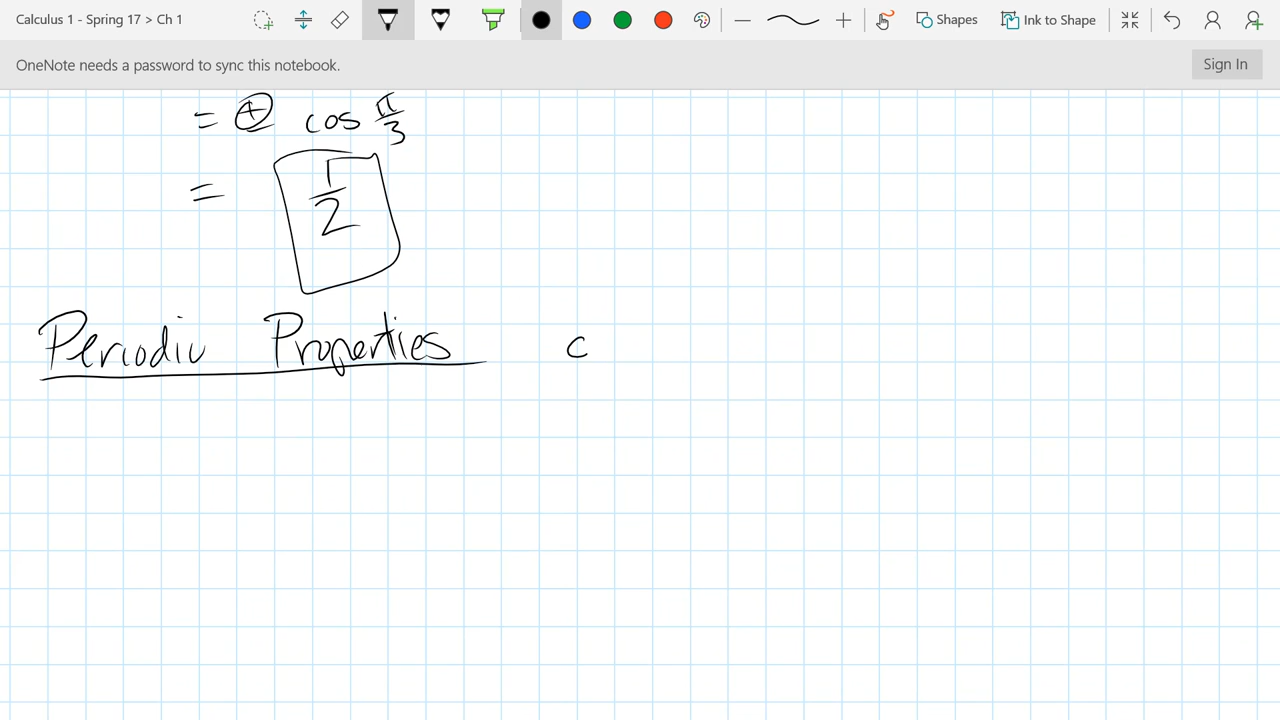 Calculus 1 - Spring 17 > Ch 1 Shapes Ink to Shape
OneNote needs a password to sync this notebook. Sign In
= ⊕ cos π/3
= 1/2
Periodic Properties c